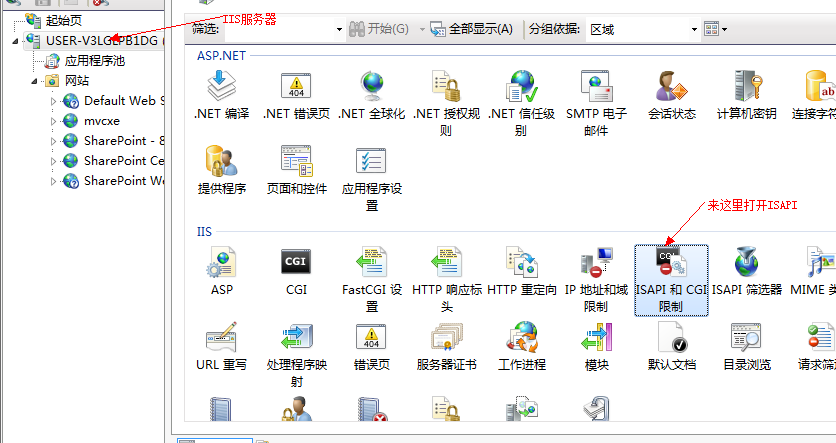 起始页
IIS服务器
USER-V3LGLPB1DG (
应用程序池
网站
Default Web S
mvcxe
SharePoint - 8
SharePoint Ce
SharePoint We
筛选:
开始(G)
全部显示(A)
分组依据:
区域
ASP.NET
.NET 编译
.NET 错误页
.NET 全球化
.NET 授权规
则
.NET 信任级
别
SMTP 电子
邮件
会话状态
计算机密钥
连接字符
提供程序
页面和控件
应用程序设
置
来这里打开ISAPI
IIS
ASP
CGI
FastCGI 设
置
HTTP 响应标
头
HTTP 重定向
IP 地址和域
限制
ISAPI 和 CGI
限制
ISAPI 筛选器
MIME 类
URL 重写
处理程序映
射
错误页
服务器证书
工作进程
模块
默认文档
目录浏览
请求筛选